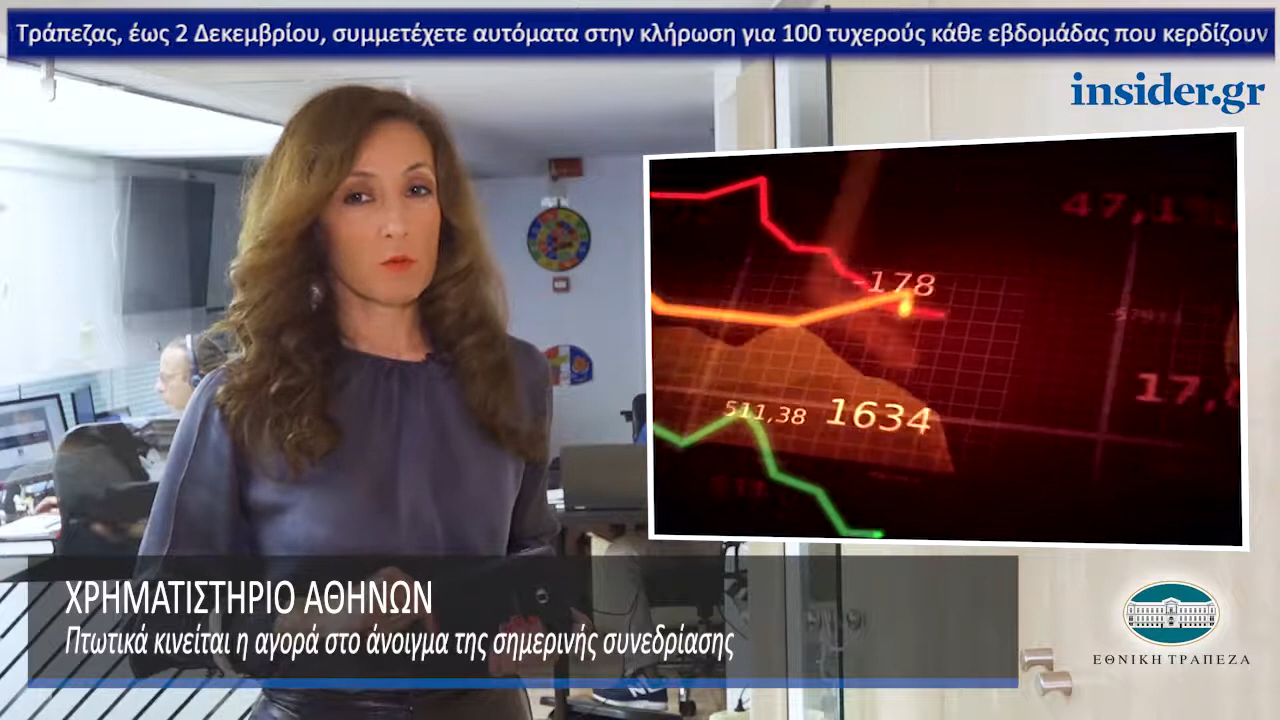 Τράπεζας, έως 2 Δεκεμβρίου, συμμετέχετε αυτόματα στην κλήρωση για 100 τυχερούς κάθε εβδομάδας που κερδίζουν
insider.gr
-178
511,38 1634
ΧΡΗΜΑΤΙΣΤΗΡΙΟ ΑΘΗΝΩΝ
Πτωτικά κινείται η αγορά στο άνοιγμα της σημερινής συνεδρίασης
ΕΘΝΙΚΗ ΤΡΑΠΕΖΑ